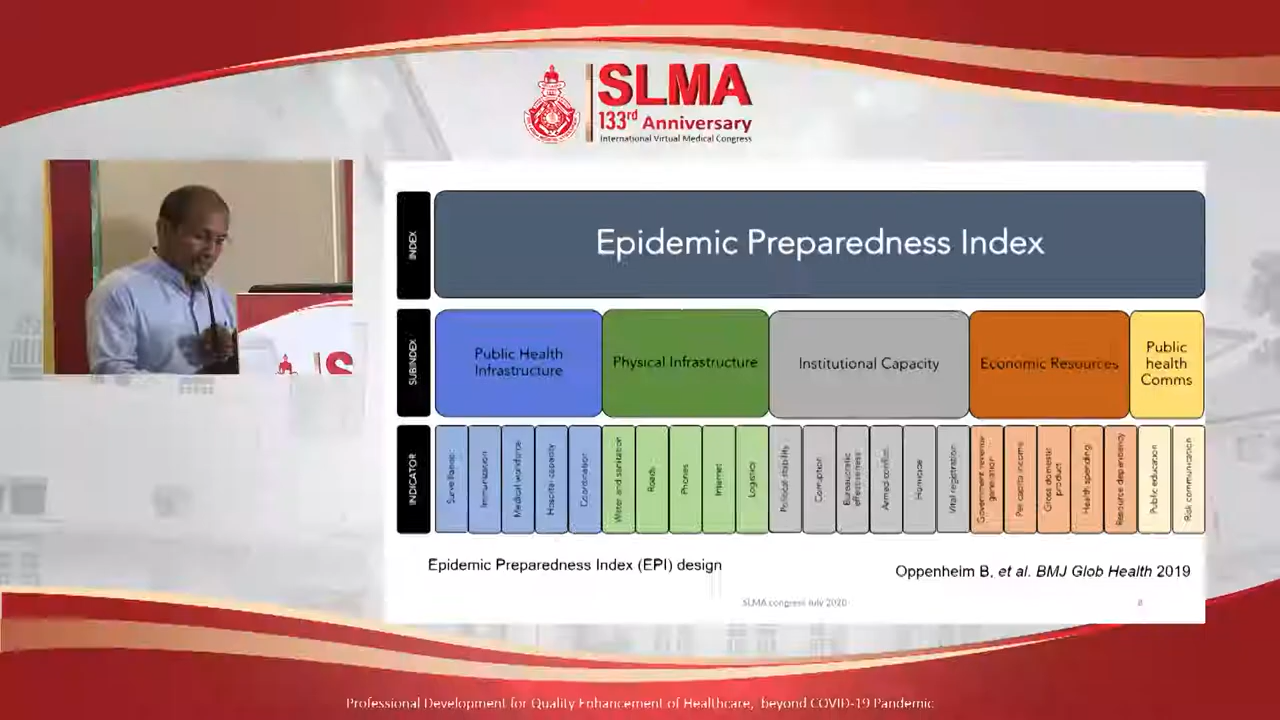 SLMA
133rd Anniversary
International Virtual Medical Congress
INDEX
Epidemic Preparedness Index
SUBINDEX
Public Health
Infrastructure
Physical Infrastructure
Institutional Capacity
Economic Resources
Public
health
Comms
INDICATOR
Surveillance
Immunization
Medical workforce
Hospital capacity
Coordination
Water and sanitation
Roads
Phones
Internet
Logistics
Political stability
Corruption
Bureaucratic
effectiveness
Armed conflict
Homicide
Vital registration
Government revenue
generation
Per capita income
Gross domestic
product
Health spending
Resource dependency
Public education
Risk communication
Epidemic Preparedness Index (EPI) design
Oppenheim B, et al. BMJ Glob Health 2019
SLMA congress July 2020
8
S
Professional Development for Quality Enhancement of Healthcare, beyond COVID-19 Pandemic